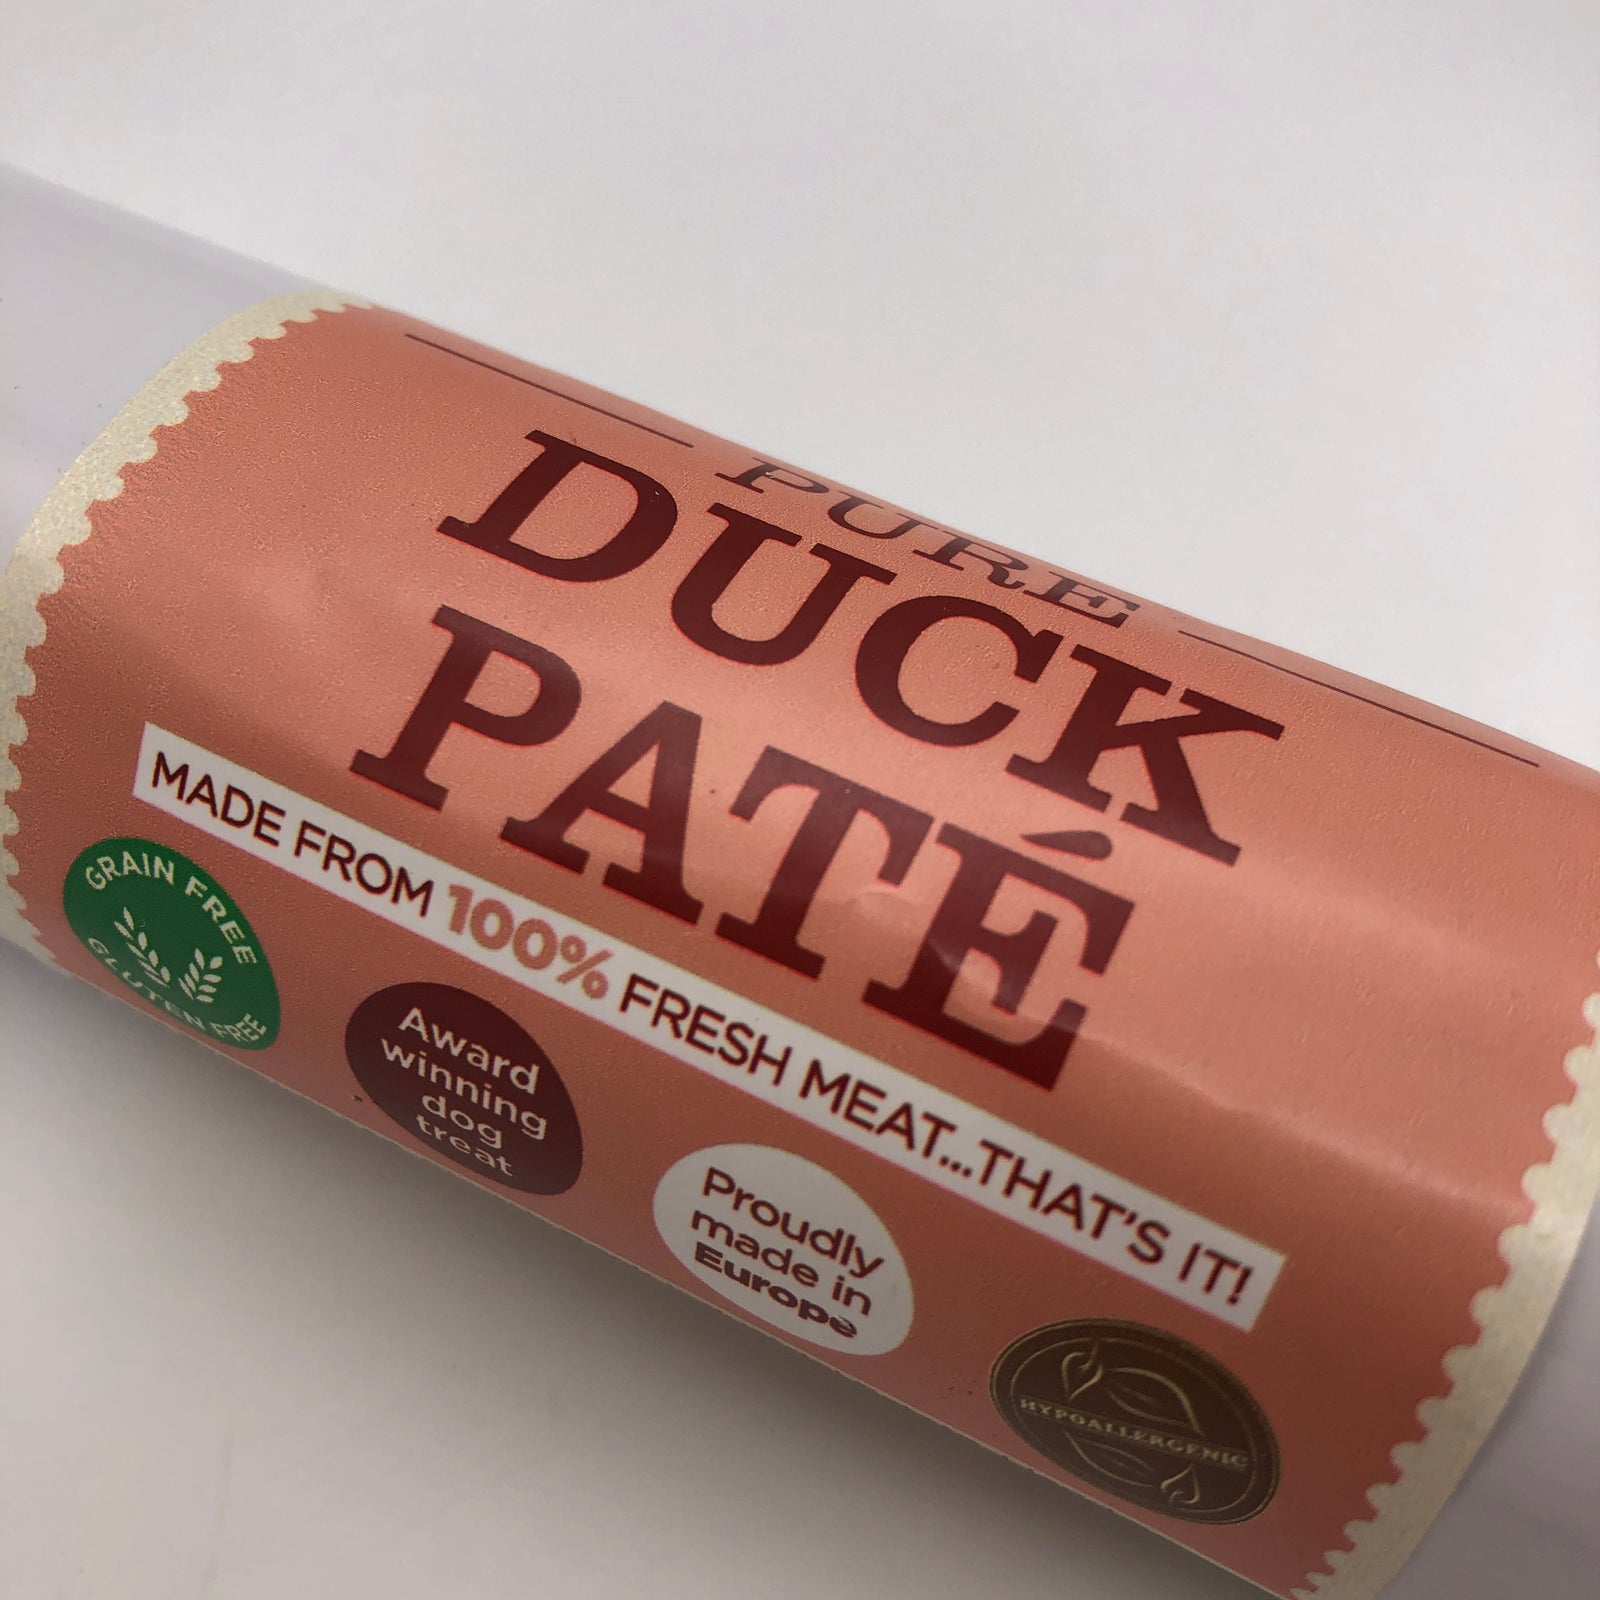 PURE
DUCK
PATÉ
MADE FROM 100% FRESH MEAT...THAT'S IT!
GRAIN FREE
GLUTEN FREE
Award
winning
dog
treat
Proudly
made in
Europe
HYPOALLERGENIC